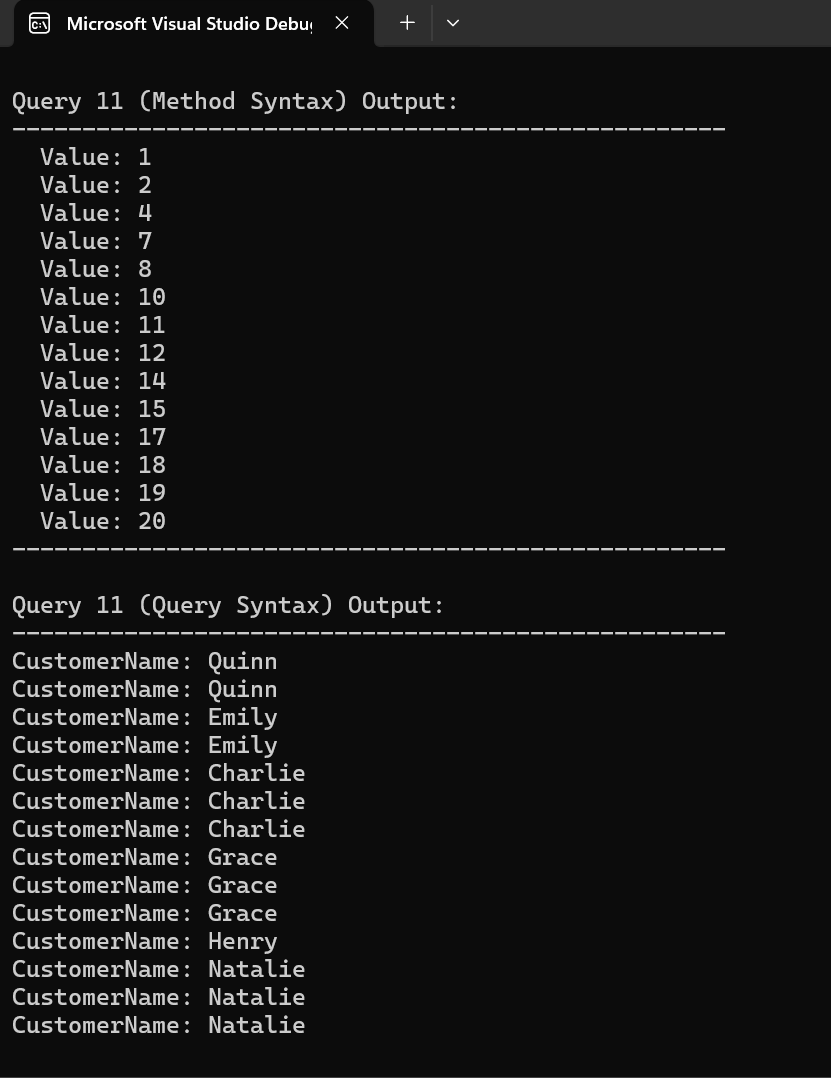 Microsoft Visual Studio Debu
Query 11 (Method Syntax) Output:
---------------------------------------------------
Value: 1
Value: 2
Value: 4
Value: 7
Value: 8
Value: 10
Value: 11
Value: 12
Value: 14
Value: 15
Value: 17
Value: 18
Value: 19
Value: 20
---------------------------------------------------
Query 11 (Query Syntax) Output:
---------------------------------------------------
CustomerName: Quinn
CustomerName: Quinn
CustomerName: Emily
CustomerName: Emily
CustomerName: Charlie
CustomerName: Charlie
CustomerName: Charlie
CustomerName: Grace
CustomerName: Grace
CustomerName: Grace
CustomerName: Henry
CustomerName: Natalie
CustomerName: Natalie
CustomerName: Natalie